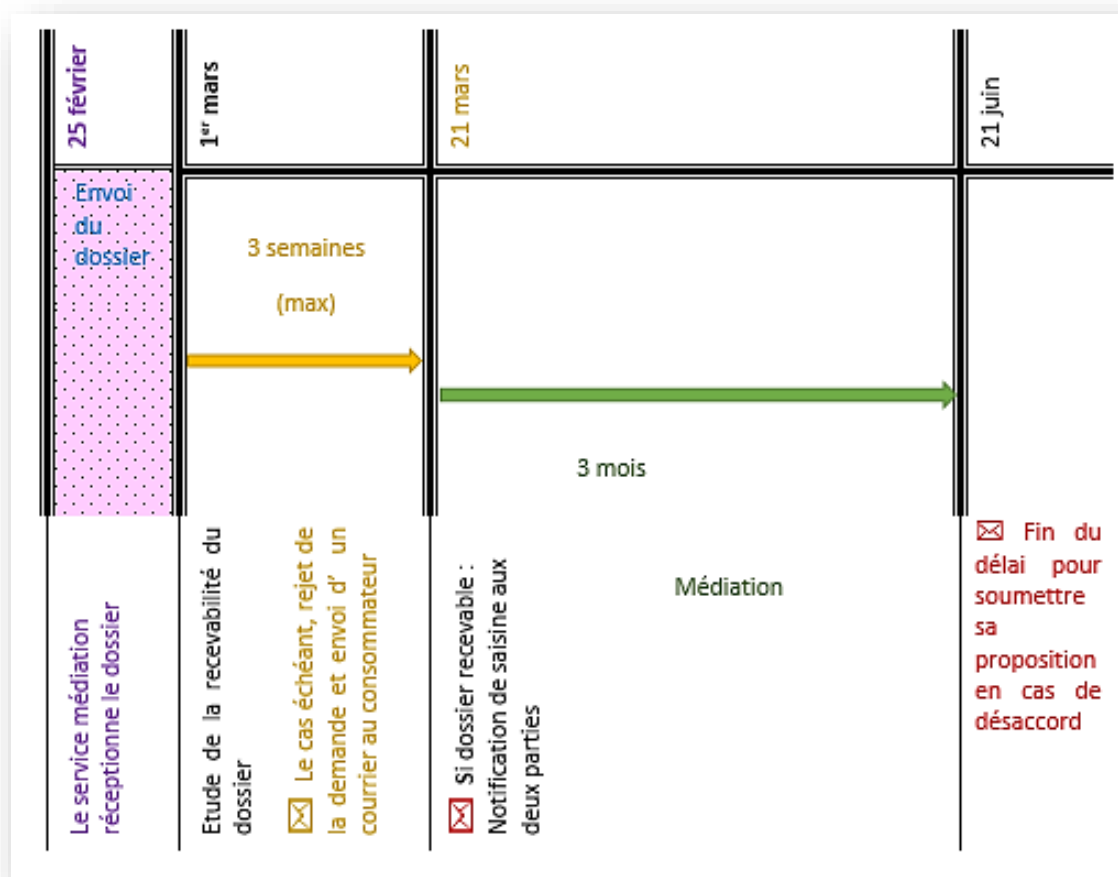 25 février
1er mars
21 mars
21 juin
Envoi
du
dossier
3 semaines
(max)
3 mois
Le service médiation
réceptionne le dossier
Etude de la recevabilité du
dossier
Le cas échéant, rejet de
la demande et envoi d’ un
courrier au consommateur
Si dossier recevable :
Notification de saisine aux
deux parties
Médiation
Fin du
délai pour
soumettre
sa
proposition
en cas de
désaccord